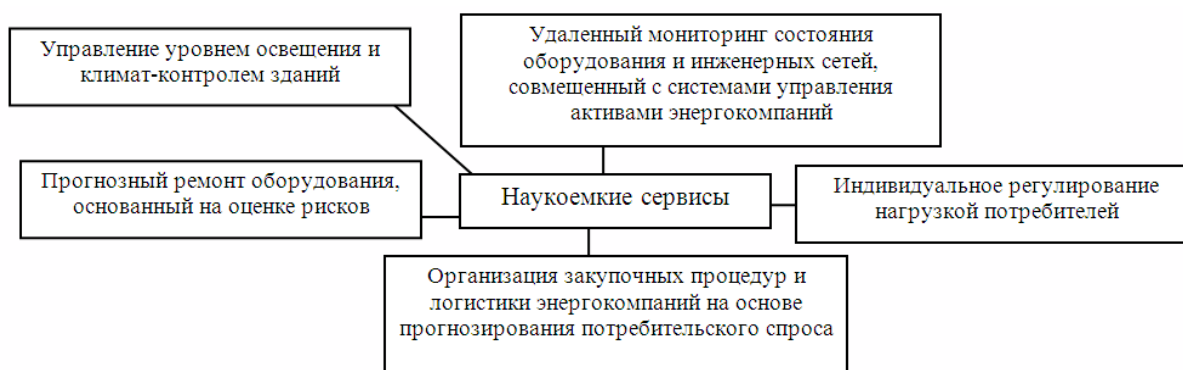 Управление уровнем освещения и
климат-контролем зданий
Удаленный мониторинг состояния
оборудования и инженерных сетей,
совмещенный с системами управления
активами энергокомпаний
Прогнозный ремонт оборудования,
основанный на оценке рисков
Наукоемкие сервисы
Индивидуальное регулирование
нагрузкой потребителей
Организация закупочных процедур и
логистики энергокомпаний на основе
прогнозирования потребительского спроса